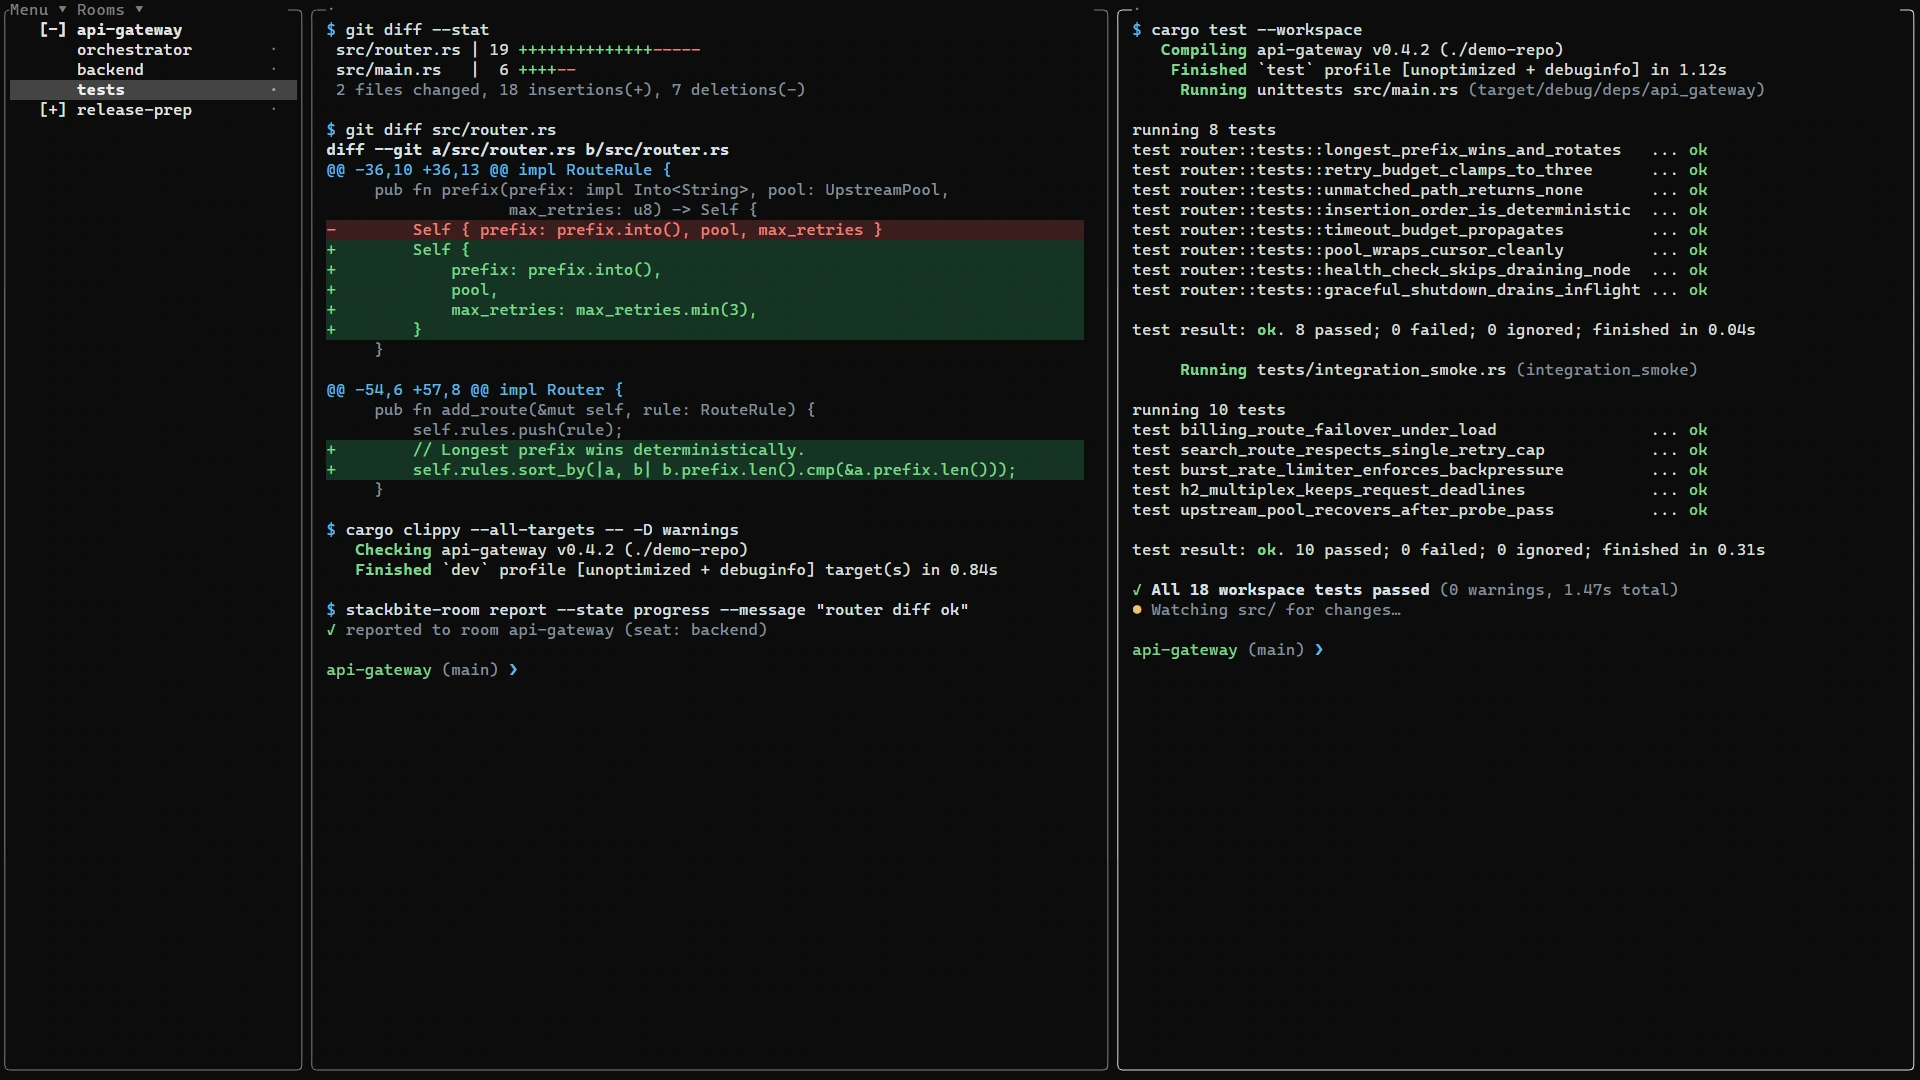 Menu ▼ Rooms ▼
[-] api-gateway
orchestrator ·
backend ·
tests ·
[+] release-prep ·
$ git diff --stat
 src/router.rs | 19 ++++++++++++++-----
 src/main.rs   |  6 ++++--
 2 files changed, 18 insertions(+), 7 deletions(-)
$ git diff src/router.rs
diff --git a/src/router.rs b/src/router.rs
@@ -36,10 +36,13 @@ impl RouteRule {
     pub fn prefix(prefix: impl Into<String>, pool: UpstreamPool,
                   max_retries: u8) -> Self {
-        Self { prefix: prefix.into(), pool, max_retries }
+        Self {
+            prefix: prefix.into(),
+            pool,
+            max_retries: max_retries.min(3),
+        }
     }
@@ -54,6 +57,8 @@ impl Router {
     pub fn add_route(&mut self, rule: RouteRule) {
         self.rules.push(rule);
+        // Longest prefix wins deterministically.
+        self.rules.sort_by(|a, b| b.prefix.len().cmp(&a.prefix.len()));
     }
$ cargo clippy --all-targets -- -D warnings
   Checking api-gateway v0.4.2 (./demo-repo)
   Finished `dev` profile [unoptimized + debuginfo] target(s) in 0.84s
$ stackbite-room report --state progress --message "router diff ok"
✓ reported to room api-gateway (seat: backend)
api-gateway (main) ❯
$ cargo test --workspace
   Compiling api-gateway v0.4.2 (./demo-repo)
    Finished `test` profile [unoptimized + debuginfo] in 1.12s
     Running unittests src/main.rs (target/debug/deps/api_gateway)
running 8 tests
test router::tests::longest_prefix_wins_and_rotates   ... ok
test router::tests::retry_budget_clamps_to_three      ... ok
test router::tests::unmatched_path_returns_none       ... ok
test router::tests::insertion_order_is_deterministic  ... ok
test router::tests::timeout_budget_propagates         ... ok
test router::tests::pool_wraps_cursor_cleanly         ... ok
test router::tests::health_check_skips_draining_node  ... ok
test router::tests::graceful_shutdown_drains_inflight ... ok
test result: ok. 8 passed; 0 failed; 0 ignored; finished in 0.04s
     Running tests/integration_smoke.rs (integration_smoke)
running 10 tests
test billing_route_failover_under_load                ... ok
test search_route_respects_single_retry_cap           ... ok
test burst_rate_limiter_enforces_backpressure         ... ok
test h2_multiplex_keeps_request_deadlines             ... ok
test upstream_pool_recovers_after_probe_pass          ... ok
test result: ok. 10 passed; 0 failed; 0 ignored; finished in 0.31s
✓ All 18 workspace tests passed (0 warnings, 1.47s total)
● Watching src/ for changes…
api-gateway (main) ❯